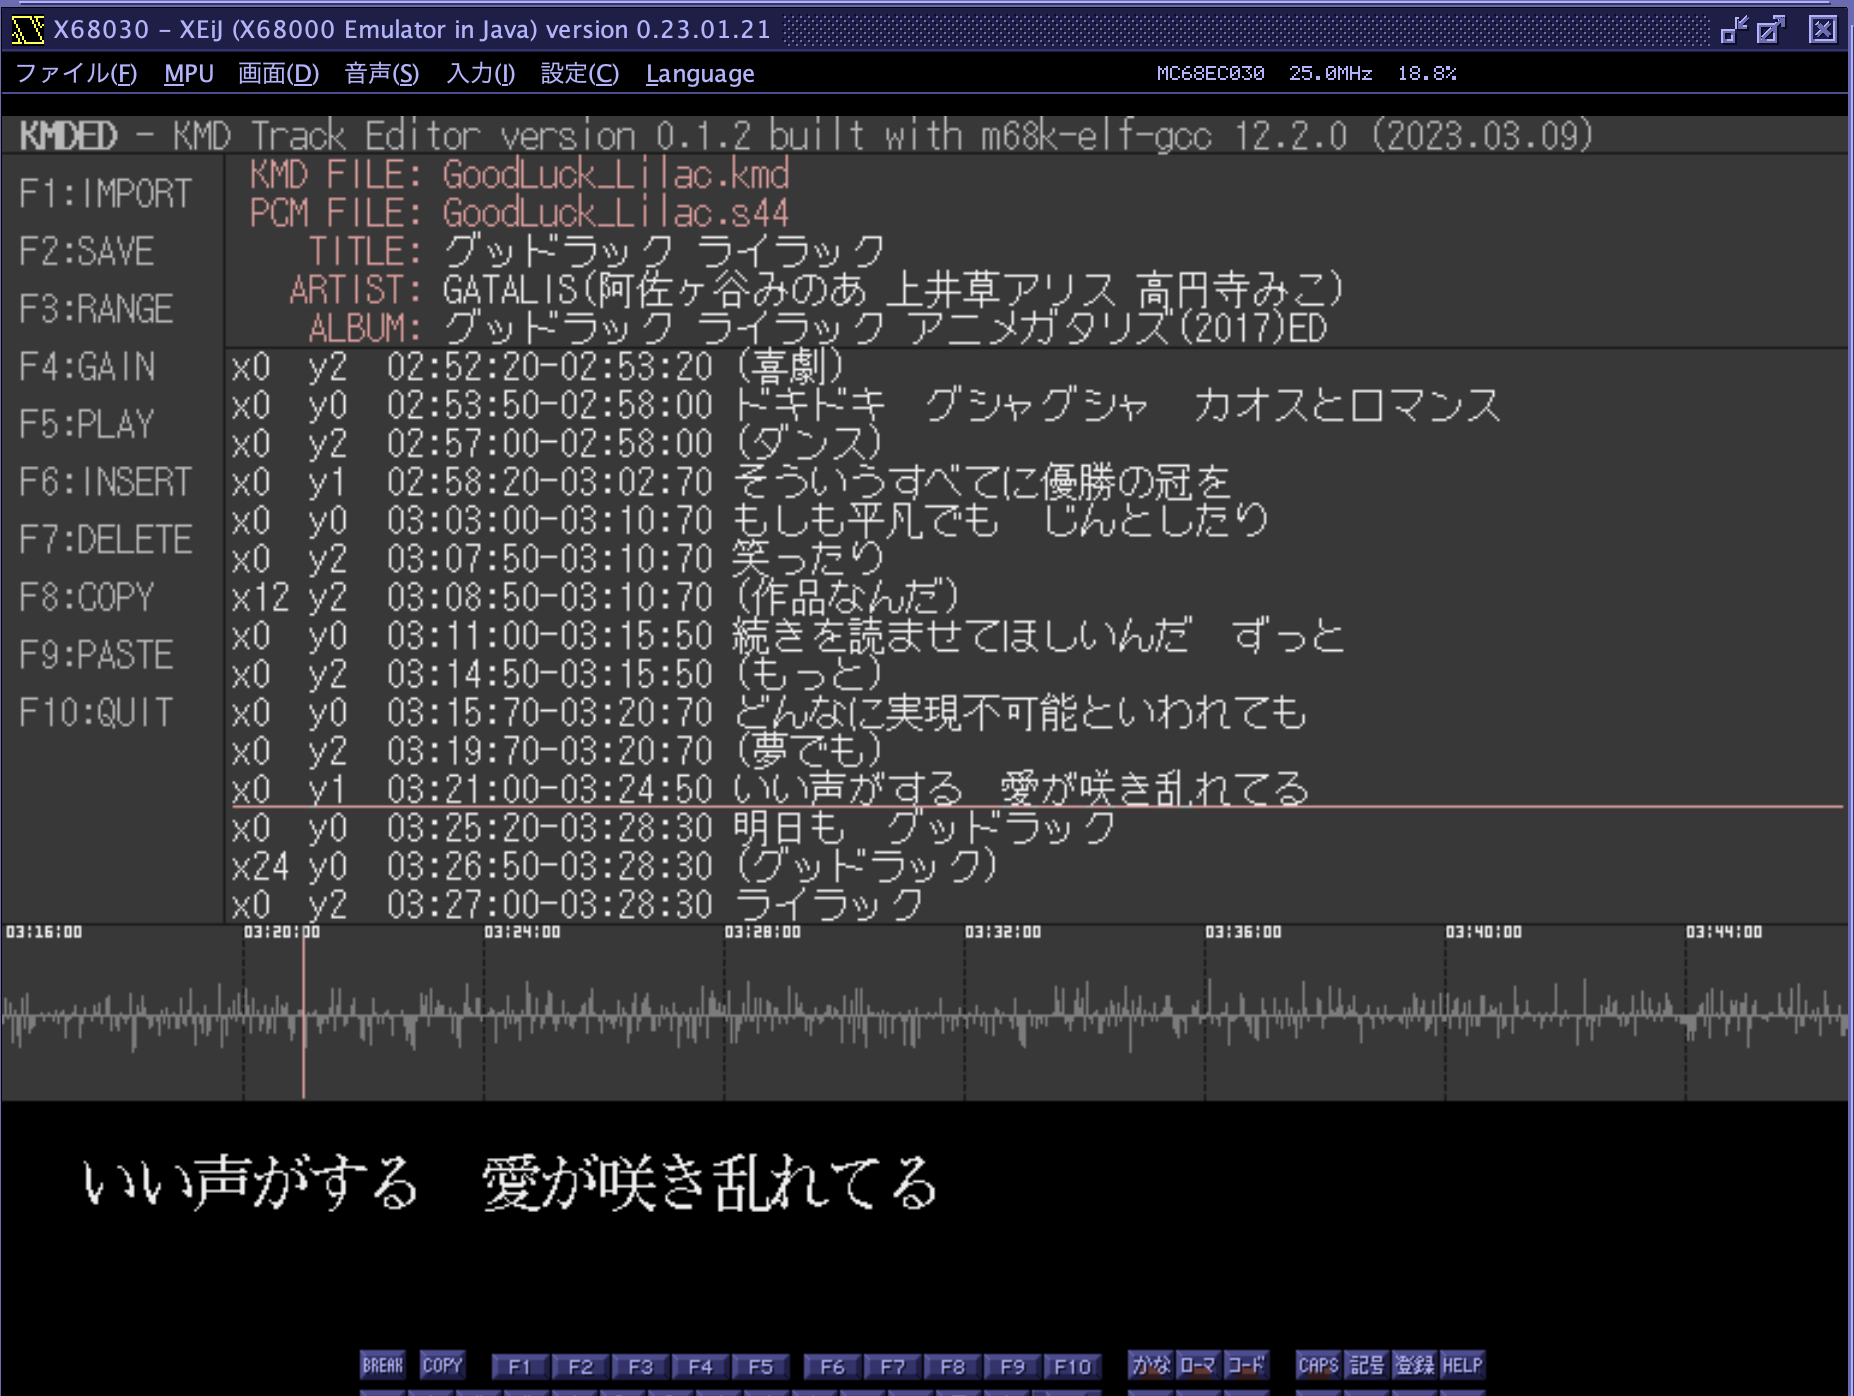 X68030 - XEiJ (X68000 Emulator in Java) version 0.23.01.21
ファイル(F) MPU 画面(D) 音声(S) 入力(I) 設定(C) Language MC68EC030 25.0MHz 18.8%
KMDED - KMD Track Editor version 0.1.2 built with m68k-elf-gcc 12.2.0 (2023.03.09)
F1:IMPORT
F2:SAVE
F3:RANGE
F4:GAIN
F5:PLAY
F6:INSERT
F7:DELETE
F8:COPY
F9:PASTE
F10:QUIT
KMD FILE: GoodLuck_Lilac.kmd
PCM FILE: GoodLuck_Lilac.s44
TITLE: グッドラック ライラック
ARTIST: GATALIS(阿佐ヶ谷みのあ 上井草アリス 高円寺みこ)
ALBUM: グッドラック ライラック アニメガタリズ(2017)ED
x0 y2 02:52:20-02:53:20 (喜劇)
x0 y0 02:53:50-02:58:00 ドキドキ　グシャグシャ　カオスとロマンス
x0 y2 02:57:00-02:58:00 (ダンス)
x0 y1 02:58:20-03:02:70 そういうすべてに優勝の冠を
x0 y0 03:03:00-03:10:70 もしも平凡でも　じんとしたり
x0 y2 03:07:50-03:10:70 笑ったり
x12 y2 03:08:50-03:10:70 (作品なんだ)
x0 y0 03:11:00-03:15:50 続きを読ませてほしいんだ　ずっと
x0 y2 03:14:50-03:15:50 (もっと)
x0 y0 03:15:70-03:20:70 どんなに実現不可能といわれても
x0 y2 03:19:70-03:20:70 (夢でも)
x0 y1 03:21:00-03:24:50 いい声がする　愛が咲き乱れてる
x0 y0 03:25:20-03:28:30 明日も　グッドラック
x24 y0 03:26:50-03:28:30 (グッドラック)
x0 y2 03:27:00-03:28:30 ライラック
03:16:00 03:20:00 03:24:00 03:28:00 03:32:00 03:36:00 03:40:00 03:44:00
いい声がする　愛が咲き乱れてる
BREAK COPY F1 F2 F3 F4 F5 F6 F7 F8 F9 F10 かな ローマ コード CAPS 記号 登録 HELP